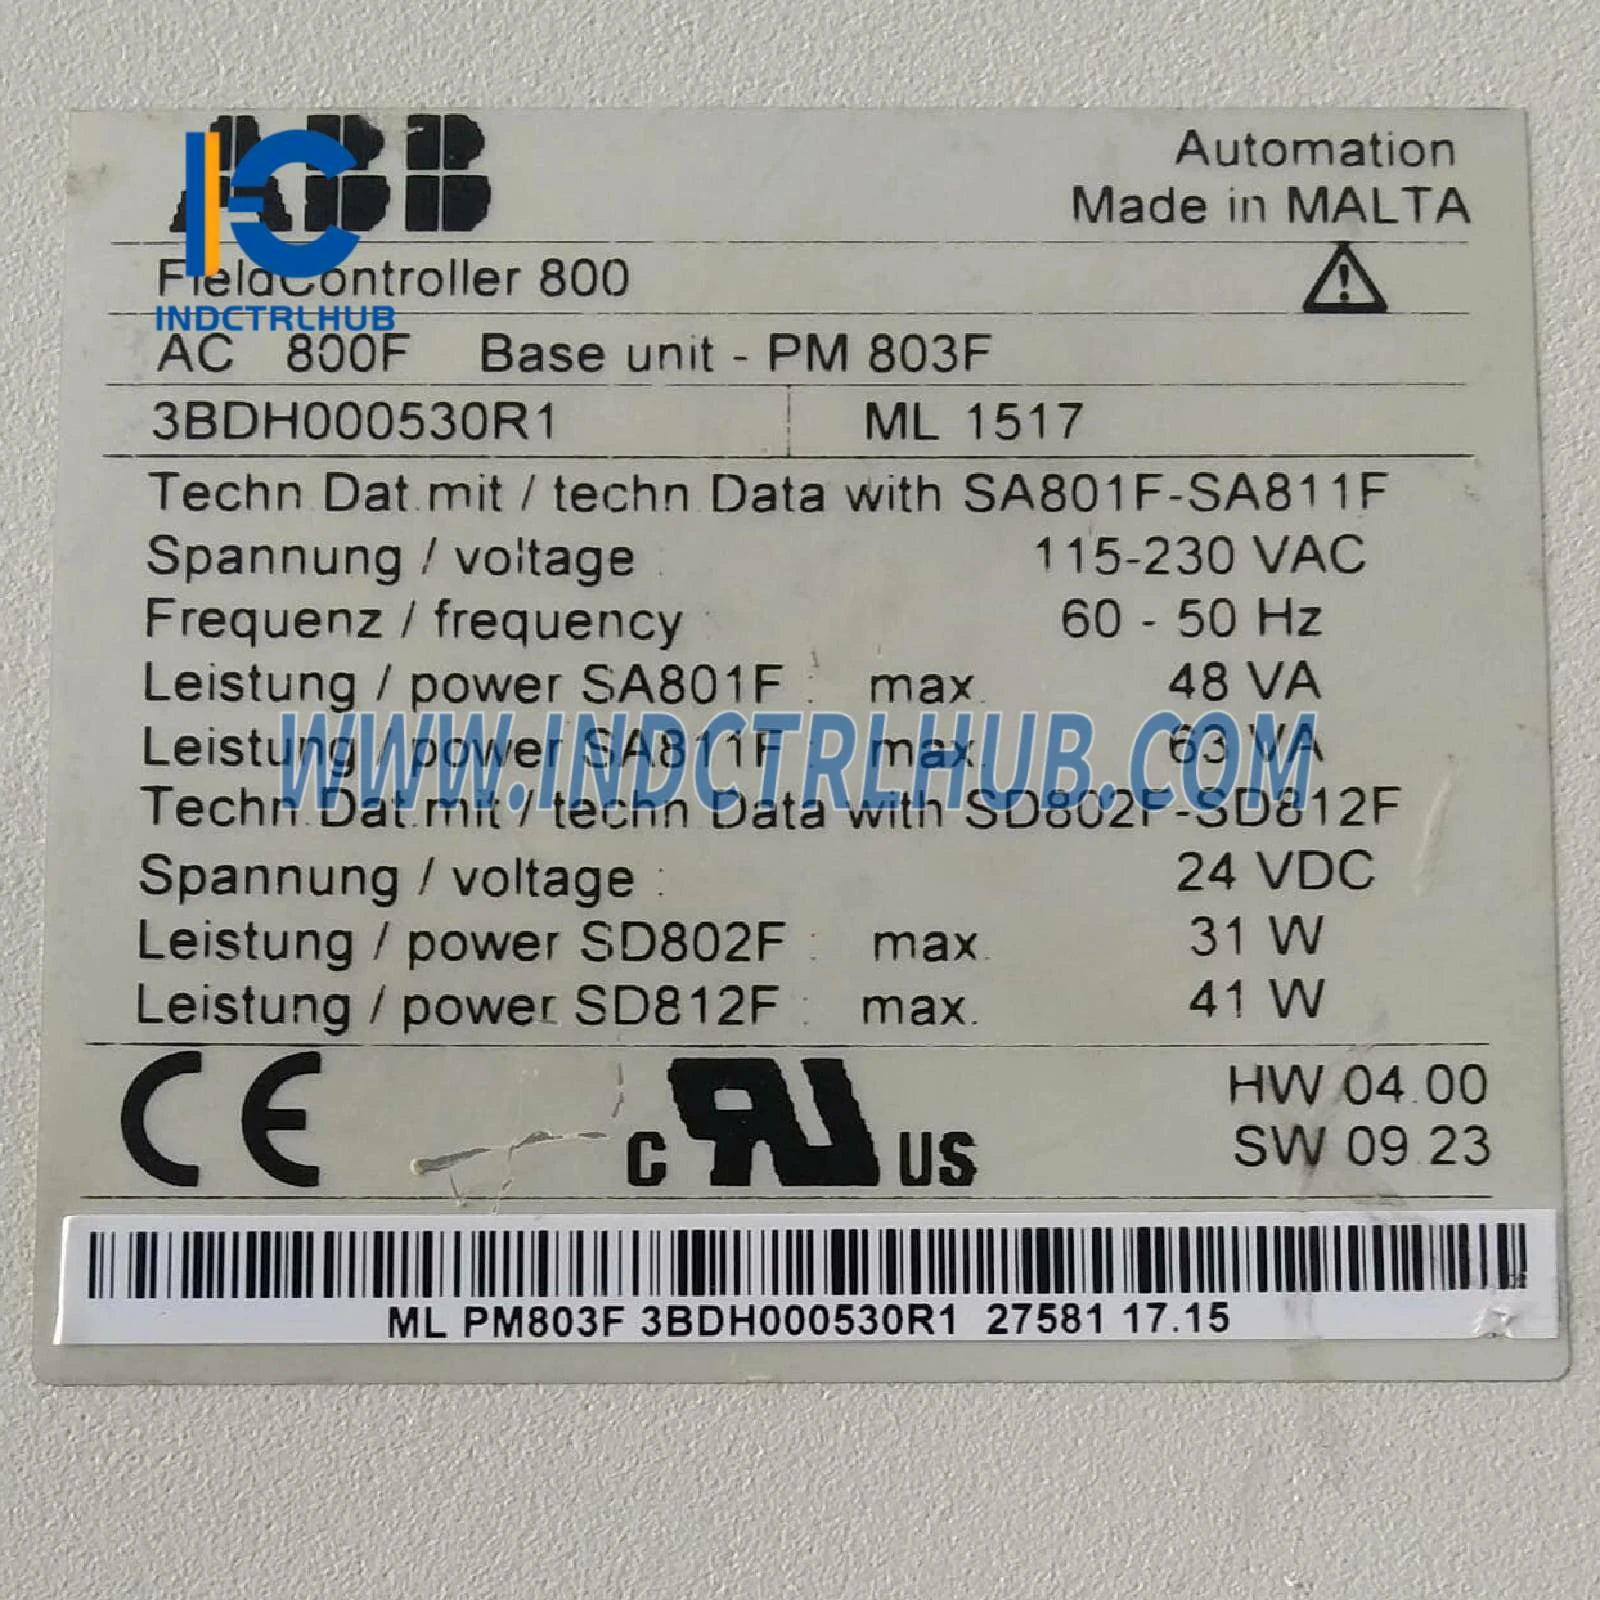 ABB
Automation
Made in MALTA
FieldController 800
INDCTRLHUB
AC 800F Base unit - PM 803F
3BDH000530R1 ML 1517
Techn Dat.mit / techn Data with SA801F-SA811F
Spannung / voltage : 115-230 VAC
Frequenz / frequency : 60 - 50 Hz
Leistung / power SA801F : max. 48 VA
WWW.INDCTRLHUB.COM
Leistung / power SA811F : max. 63 VA
Techn.Dat.mit / techn Data with SD802F-SD812F
Spannung / voltage : 24 VDC
Leistung / power SD802F : max. 31 W
Leistung / power SD812F : max. 41 W
CE
C RU US
HW 04.00
SW 09.23
ML PM803F 3BDH000530R1 27581 17.15